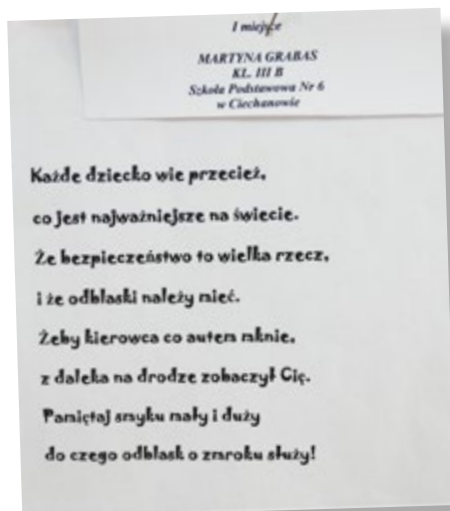 I miejsce
MARTYNA GRABAS
KL. III B
Szkoła Podstawowa Nr 6
w Ciechanowie
Każde dziecko wie przecież,
co jest najważniejsze na świecie.
Że bezpieczeństwo to wielka rzecz,
i że odblaski należy mieć.
Żeby kierowca co autem mknie,
z daleka na drodze zobaczył Cię.
Pamiętaj smyku mały i duży
do czego odblask o zmroku służy!